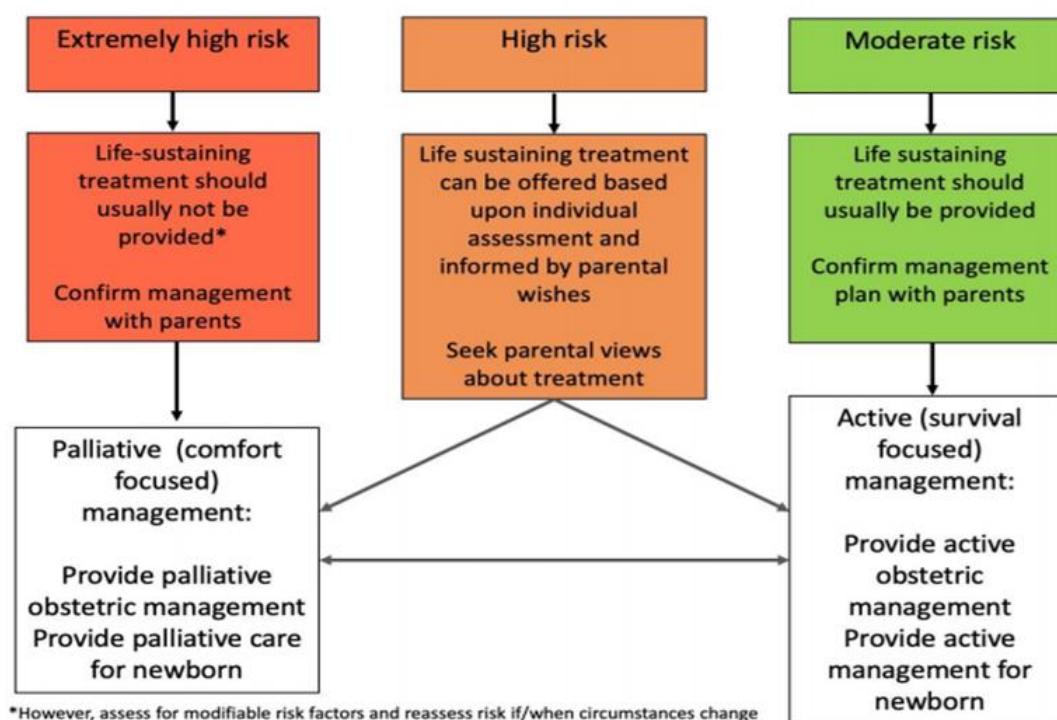 Extremely high risk
High risk
Moderate risk
Life-sustaining
treatment should
usually not be
provided*
Confirm management
with parents
Life sustaining treatment
can be offered based
upon individual
assessment and
informed by parental
wishes
Seek parental views
about treatment
Life sustaining
treatment should
usually be provided
Confirm management
plan with parents
Palliative (comfort
focused)
management:
Provide palliative
obstetric management
Provide palliative care
for newborn
Active (survival
focused)
management:
Provide active
obstetric
management
Provide active
management for
newborn
*However, assess for modifiable risk factors and reassess risk if/when circumstances change